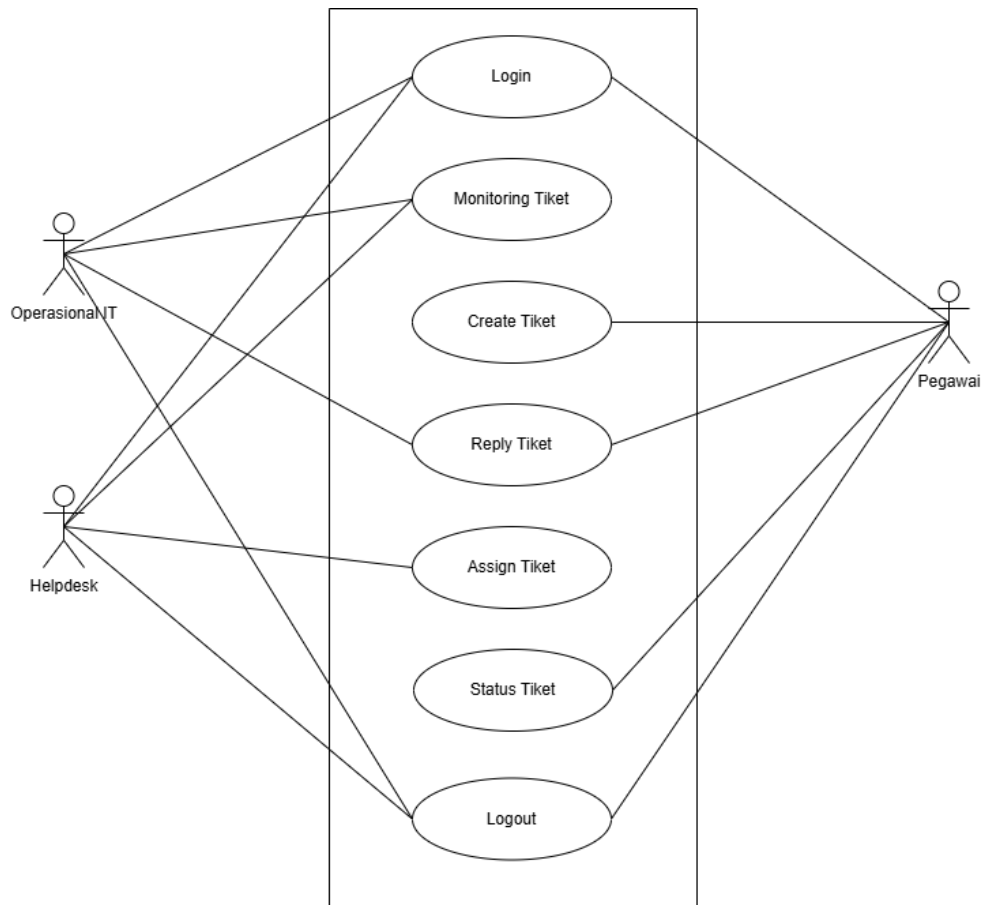 Login
Monitoring Tiket
Operasional IT
Create Tiket
Pegawai
Reply Tiket
Assign Tiket
Helpdesk
Status Tiket
Logout